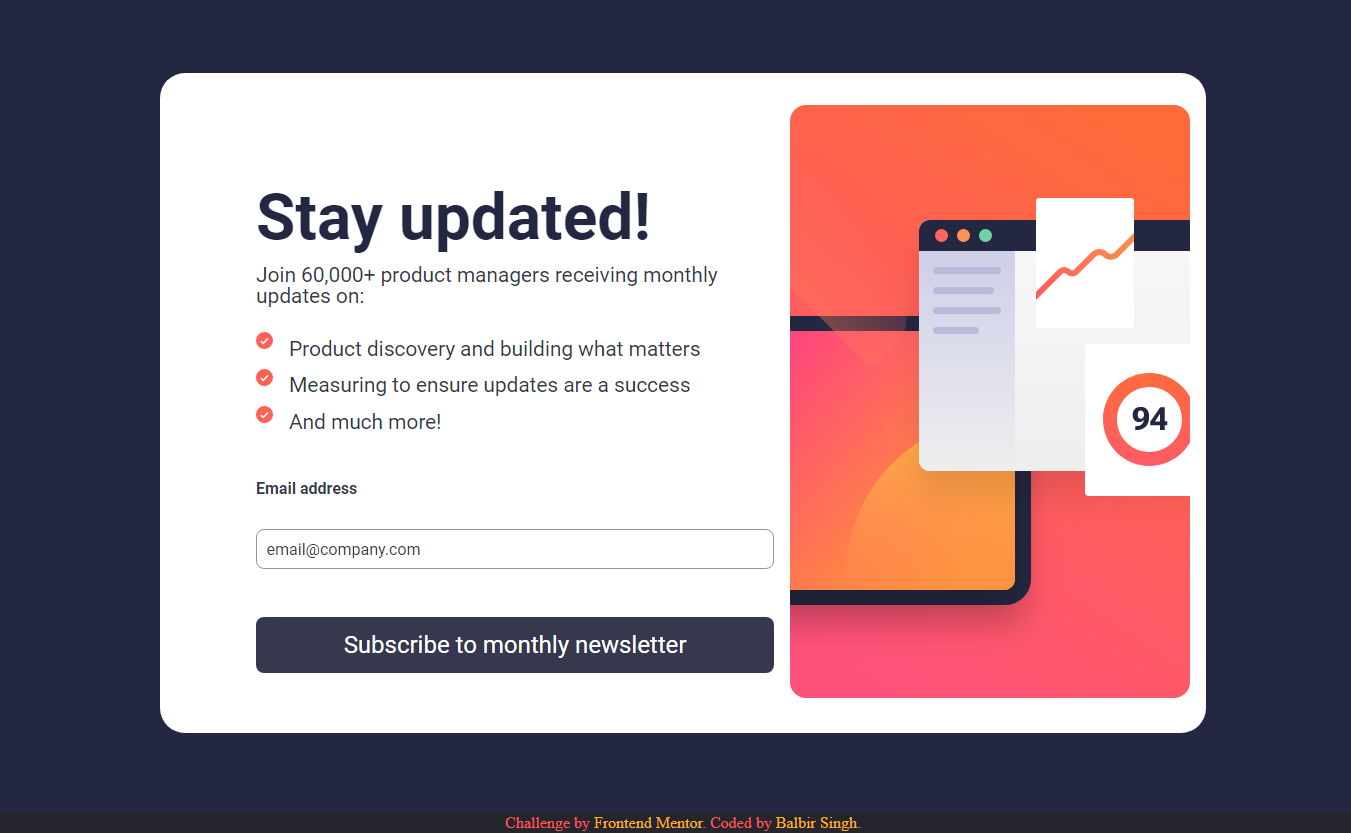 Stay updated!
Join 60,000+ product managers receiving monthly
updates on:
Product discovery and building what matters
Measuring to ensure updates are a success
And much more!
Email address
email@company.com
Subscribe to monthly newsletter
94
Challenge by Frontend Mentor. Coded by Balbir Singh.